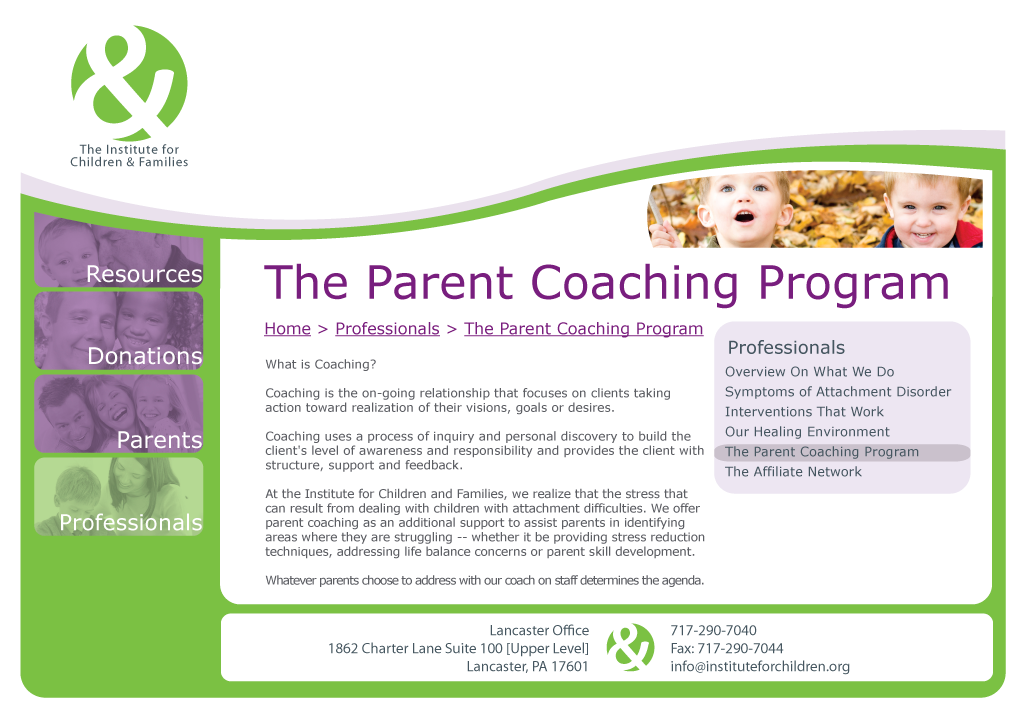 The Institute for
Children & Families
Resources
Donations
Parents
Professionals
The Parent Coaching Program
Home > Professionals > The Parent Coaching Program
What is Coaching?
Coaching is the on-going relationship that focuses on clients taking
action toward realization of their visions, goals or desires.
Coaching uses a process of inquiry and personal discovery to build the
client's level of awareness and responsibility and provides the client with
structure, support and feedback.
At the Institute for Children and Families, we realize that the stress that
can result from dealing with children with attachment difficulties. We offer
parent coaching as an additional support to assist parents in identifying
areas where they are struggling -- whether it be providing stress reduction
techniques, addressing life balance concerns or parent skill development.
Whatever parents choose to address with our coach on staff determines the agenda.
Professionals
Overview On What We Do
Symptoms of Attachment Disorder
Interventions That Work
Our Healing Environment
The Parent Coaching Program
The Affiliate Network
Lancaster Office
1862 Charter Lane Suite 100 [Upper Level]
Lancaster, PA 17601
&
717-290-7040
Fax: 717-290-7044
info@instituteforchildren.org